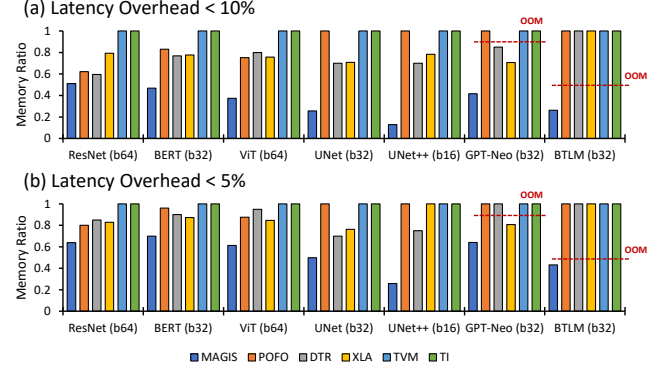 (a) Latency Overhead < 10%
OOM
OOM
Memory Ratio
1
0.8
0.6
0.4
0.2
0
ResNet (b64) BERT (b32) ViT (b64) UNet (b32) UNet++ (b16) GPT-Neo (b32) BTLM (b32)
(b) Latency Overhead < 5%
OOM
OOM
Memory Ratio
1
0.8
0.6
0.4
0.2
0
ResNet (b64) BERT (b32) ViT (b64) UNet (b32) UNet++ (b16) GPT-Neo (b32) BTLM (b32)
MAGIS POFO DTR XLA TVM TI